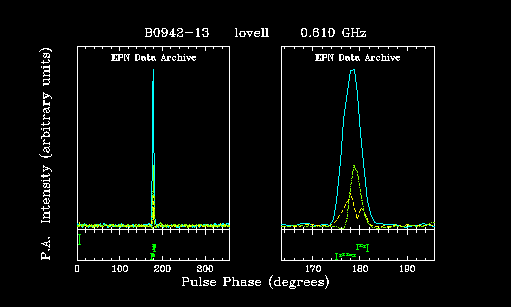 B0942-13 lovell 0.610 GHz
EPN Data Archive EPN Data Archive
P.A. Intensity (arbitrary units)
0 100 200 300 170 180 190
Pulse Phase (degrees)